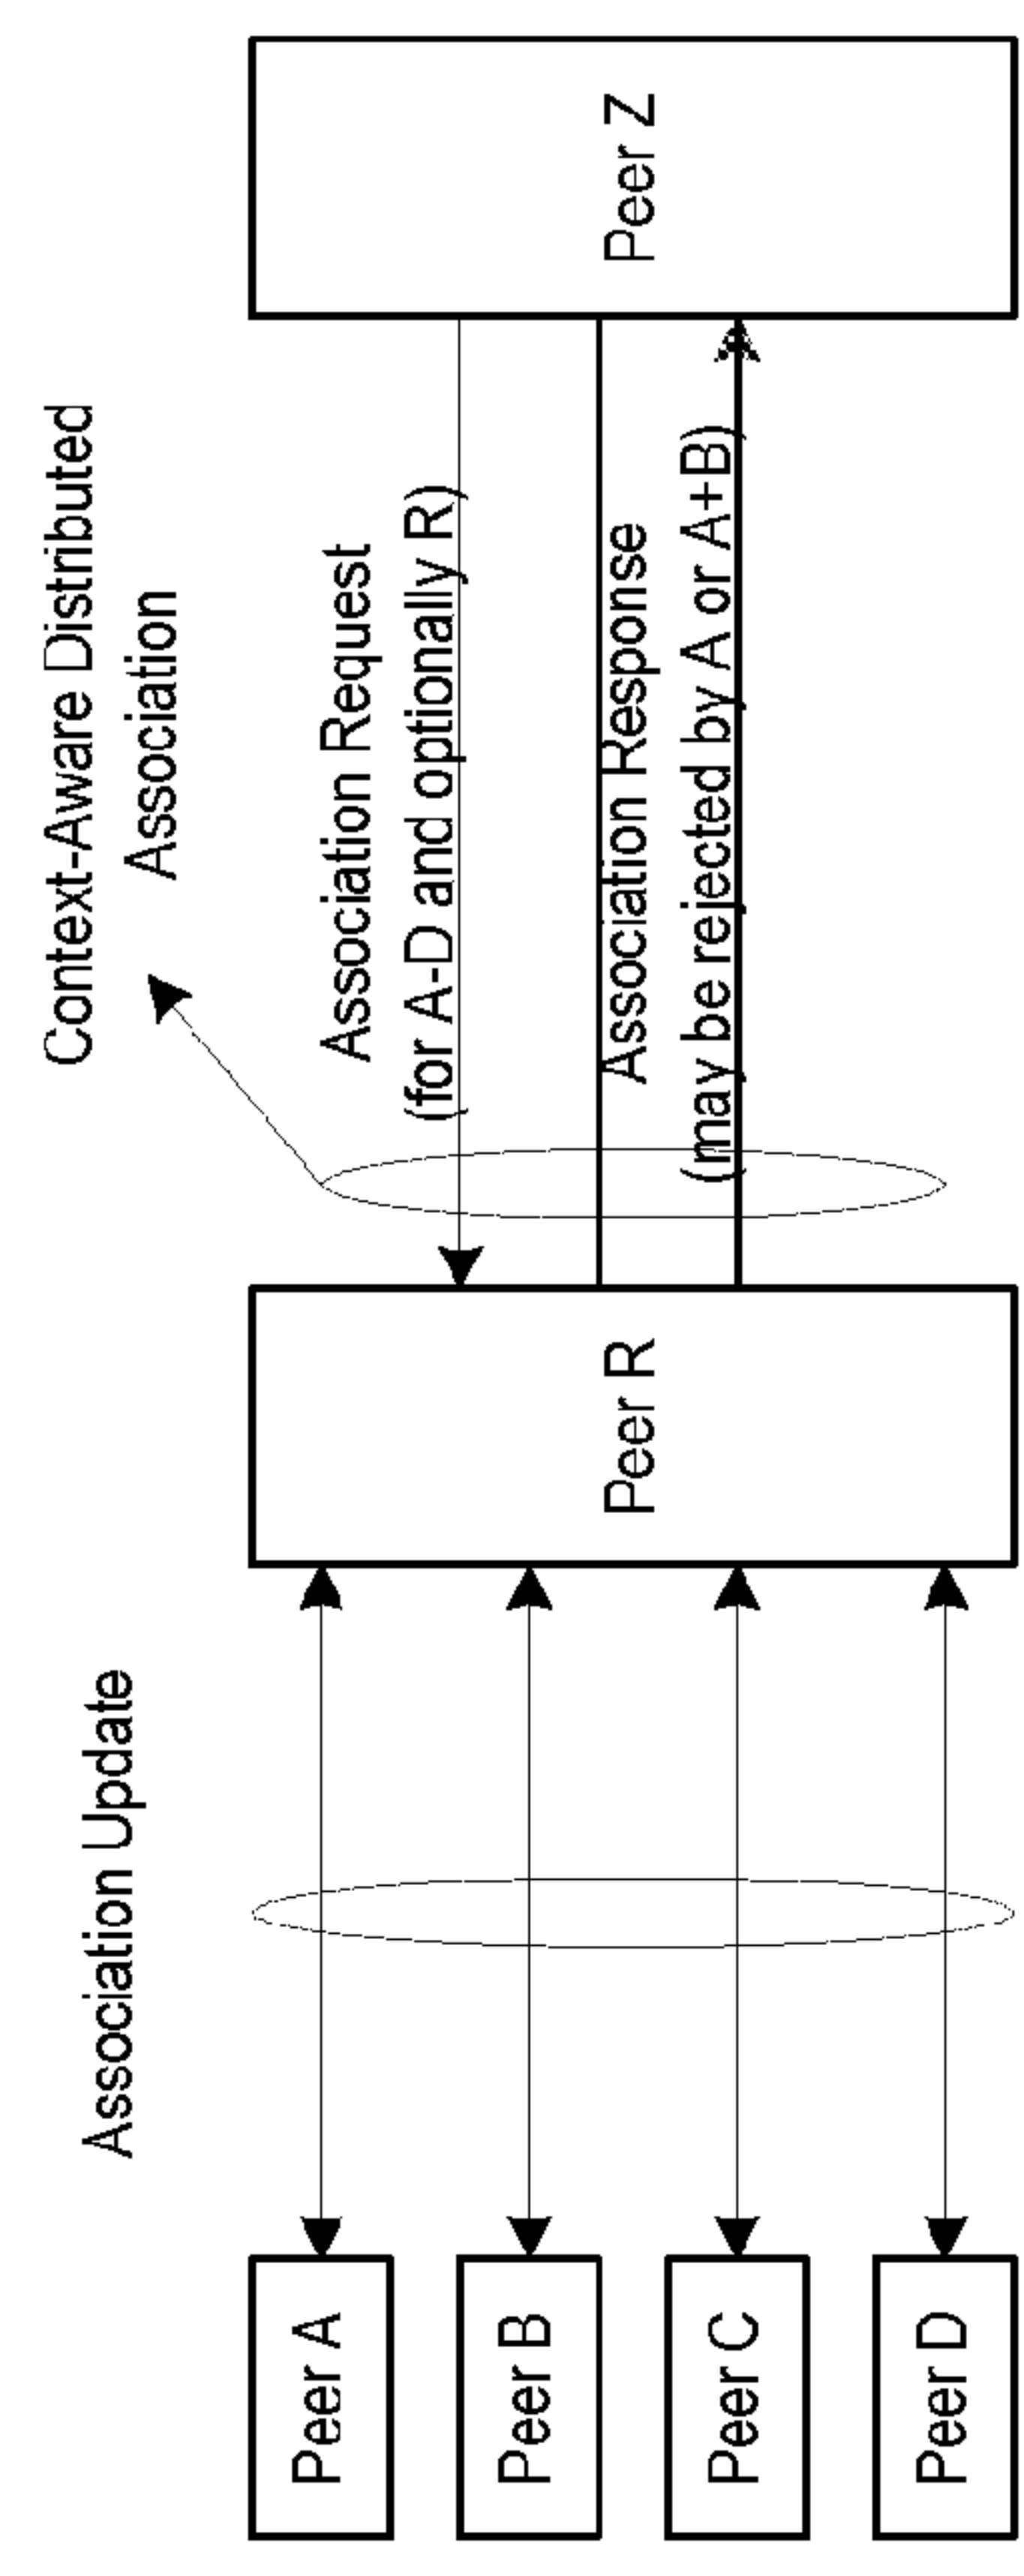 Context-Aware Distributed
Association
Association Update
Association Request
(for A-D and optionally R)
Association Response
(may be rejected by A or A+B)
Peer A
Peer B
Peer C
Peer D
Peer R
Peer Z